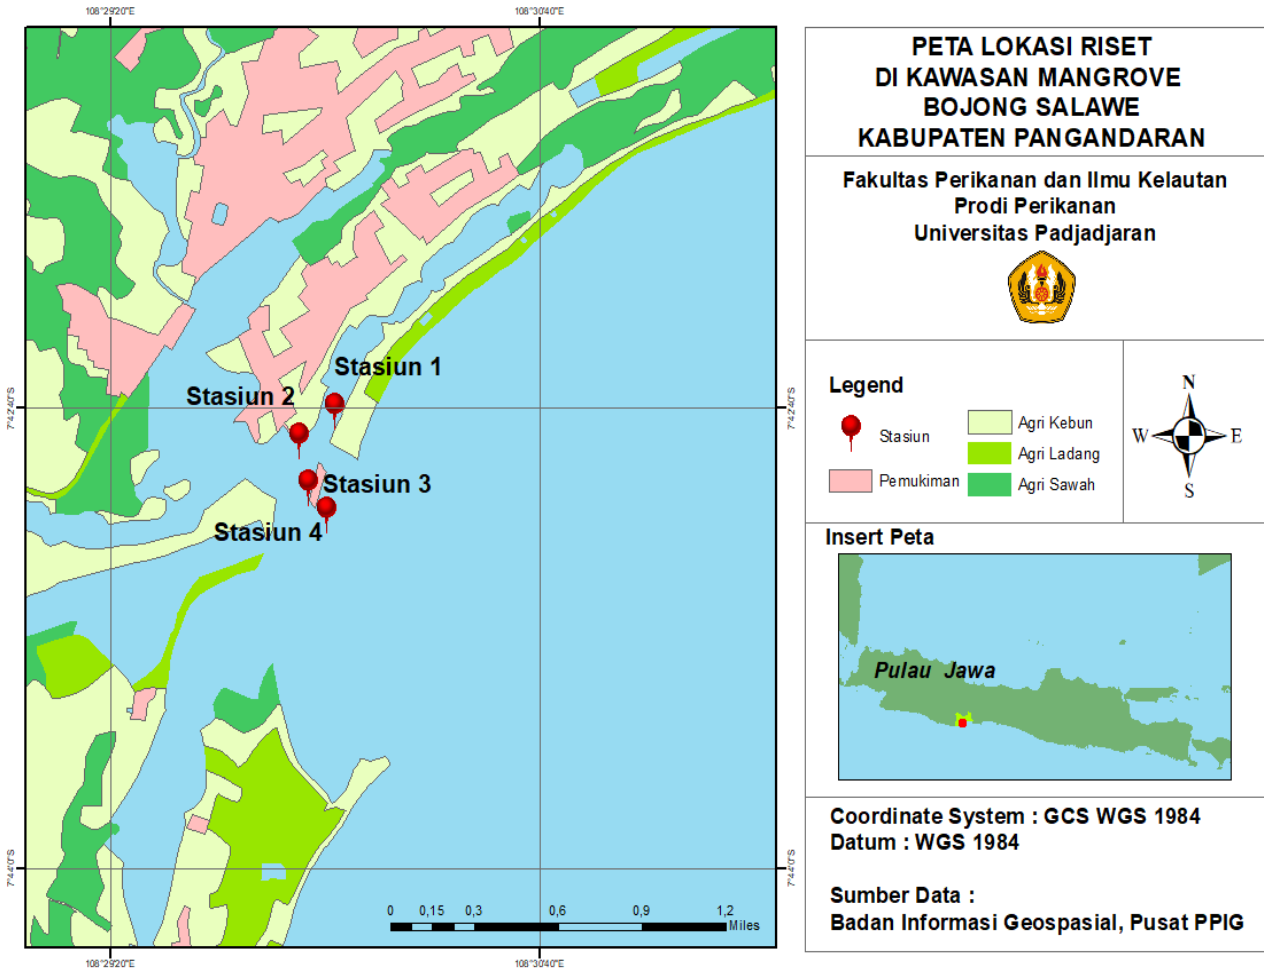 108°29'20"E
108°30'40"E
7°42'40"S
7°42'40"S
Stasiun 1
Stasiun 2
Stasiun 3
Stasiun 4
7°44'0"S
7°44'0"S
0 0,15 0,3 0,6 0,9 1,2
Miles
108°29'20"E
108°30'40"E
PETA LOKASI RISET
DI KAWASAN MANGROVE
BOJONG SALAWE
KABUPATEN PANGANDARAN
Fakultas Perikanan dan Ilmu Kelautan
Prodi Perikanan
Universitas Padjadjaran
Legend
Stasiun
Pemukiman
Agri Kebun
Agri Ladang
Agri Sawah
N
W E
S
Insert Peta
Pulau Jawa
Coordinate System : GCS WGS 1984
Datum : WGS 1984
Sumber Data :
Badan Informasi Geospasial, Pusat PPIG